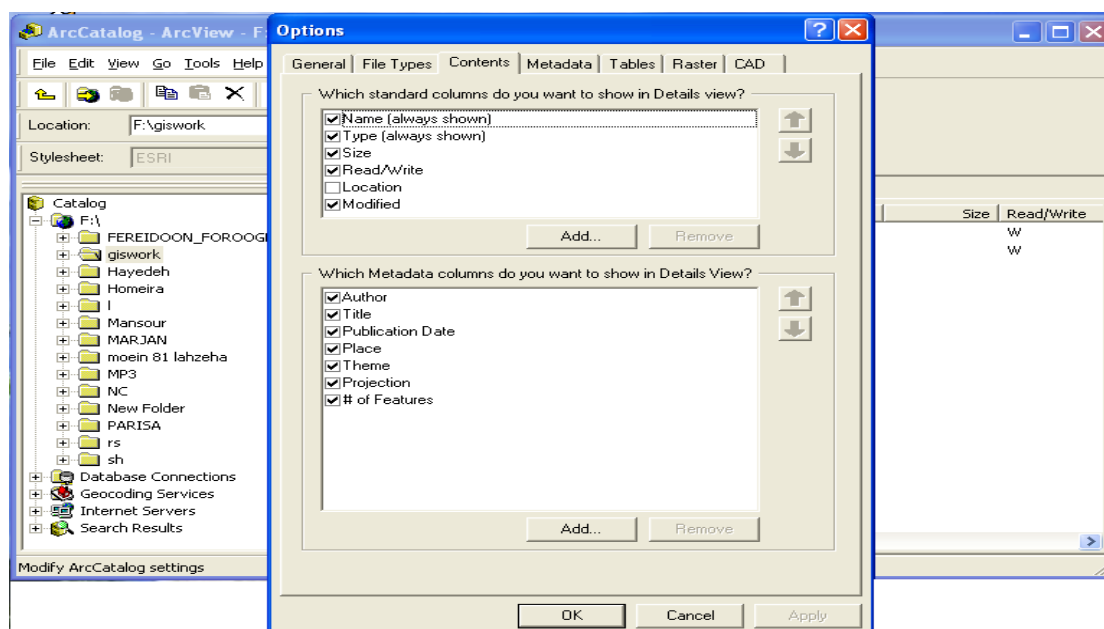 ArcCatalog - ArcView - F:
Options
File Edit View Go Tools Help
General File Types Contents Metadata Tables Raster CAD
Which standard columns do you want to show in Details view?
Name (always shown)
Type (always shown)
Size
Read/Write
Location
Modified
Add... Remove
Which Metadata columns do you want to show in Details View?
Author
Title
Publication Date
Place
Theme
Projection
# of Features
Add... Remove
OK Cancel Apply
Location: F:\giswork
Stylesheet: ESRI
Catalog
F:\
giswork
Hayedeh
Homeira
l
Mansour
MARJAN
moein 81 lahzeha
MP3
NC
New Folder
PARISA
rs
sh
Database Connections
Geocoding Services
Internet Servers
Search Results
Size Read/Write
W
W
Modify ArcCatalog settings